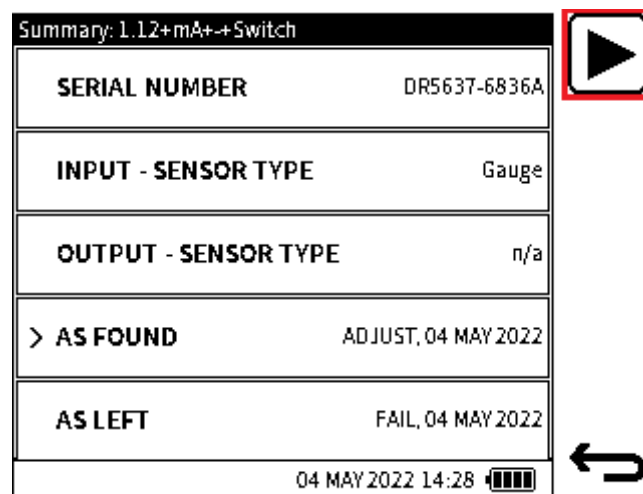 Summary: 1.12+mA+-+Switch
SERIAL NUMBER DR5637-6836A
INPUT - SENSOR TYPE Gauge
OUTPUT - SENSOR TYPE n/a
> AS FOUND ADJUST, 04 MAY 2022
AS LEFT FAIL, 04 MAY 2022
04 MAY 2022 14:28